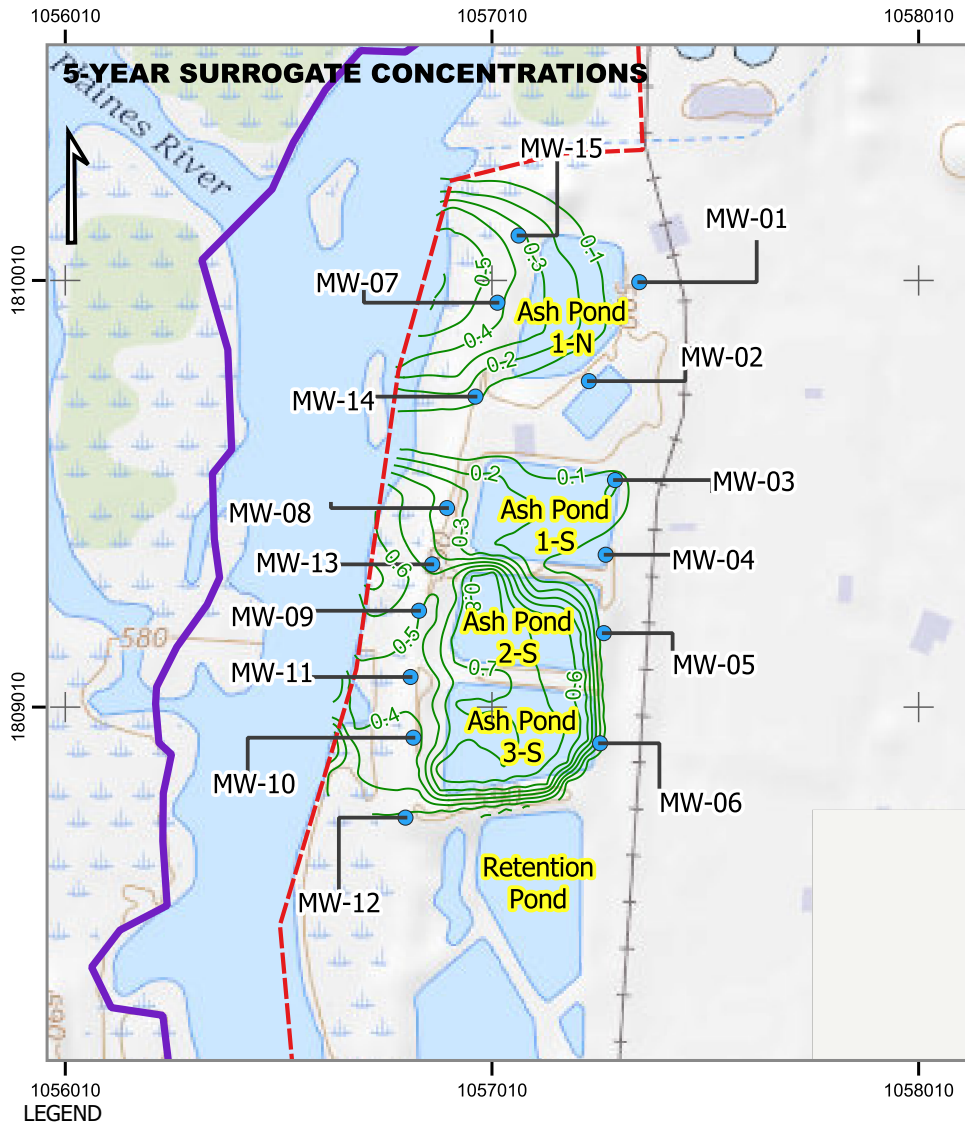 1056010 1057010 1058010
5-YEAR SURROGATE CONCENTRATIONS
Plaines River
MW-15
MW-01
0.1
0.3
1810010
MW-07
0.5
Ash Pond
1-N
0.4
0.2
MW-02
MW-14
0.2
0.1
MW-03
MW-08
Ash Pond
1-S
0.3
MW-13
0.6
MW-04
0.8
MW-09
Ash Pond
2-S
580
0.5
MW-05
MW-11
0.7
0.6
1809010
0.4
Ash Pond
3-S
MW-10
MW-06
Retention
Pond
MW-12
1056010 1057010 1058010
LEGEND